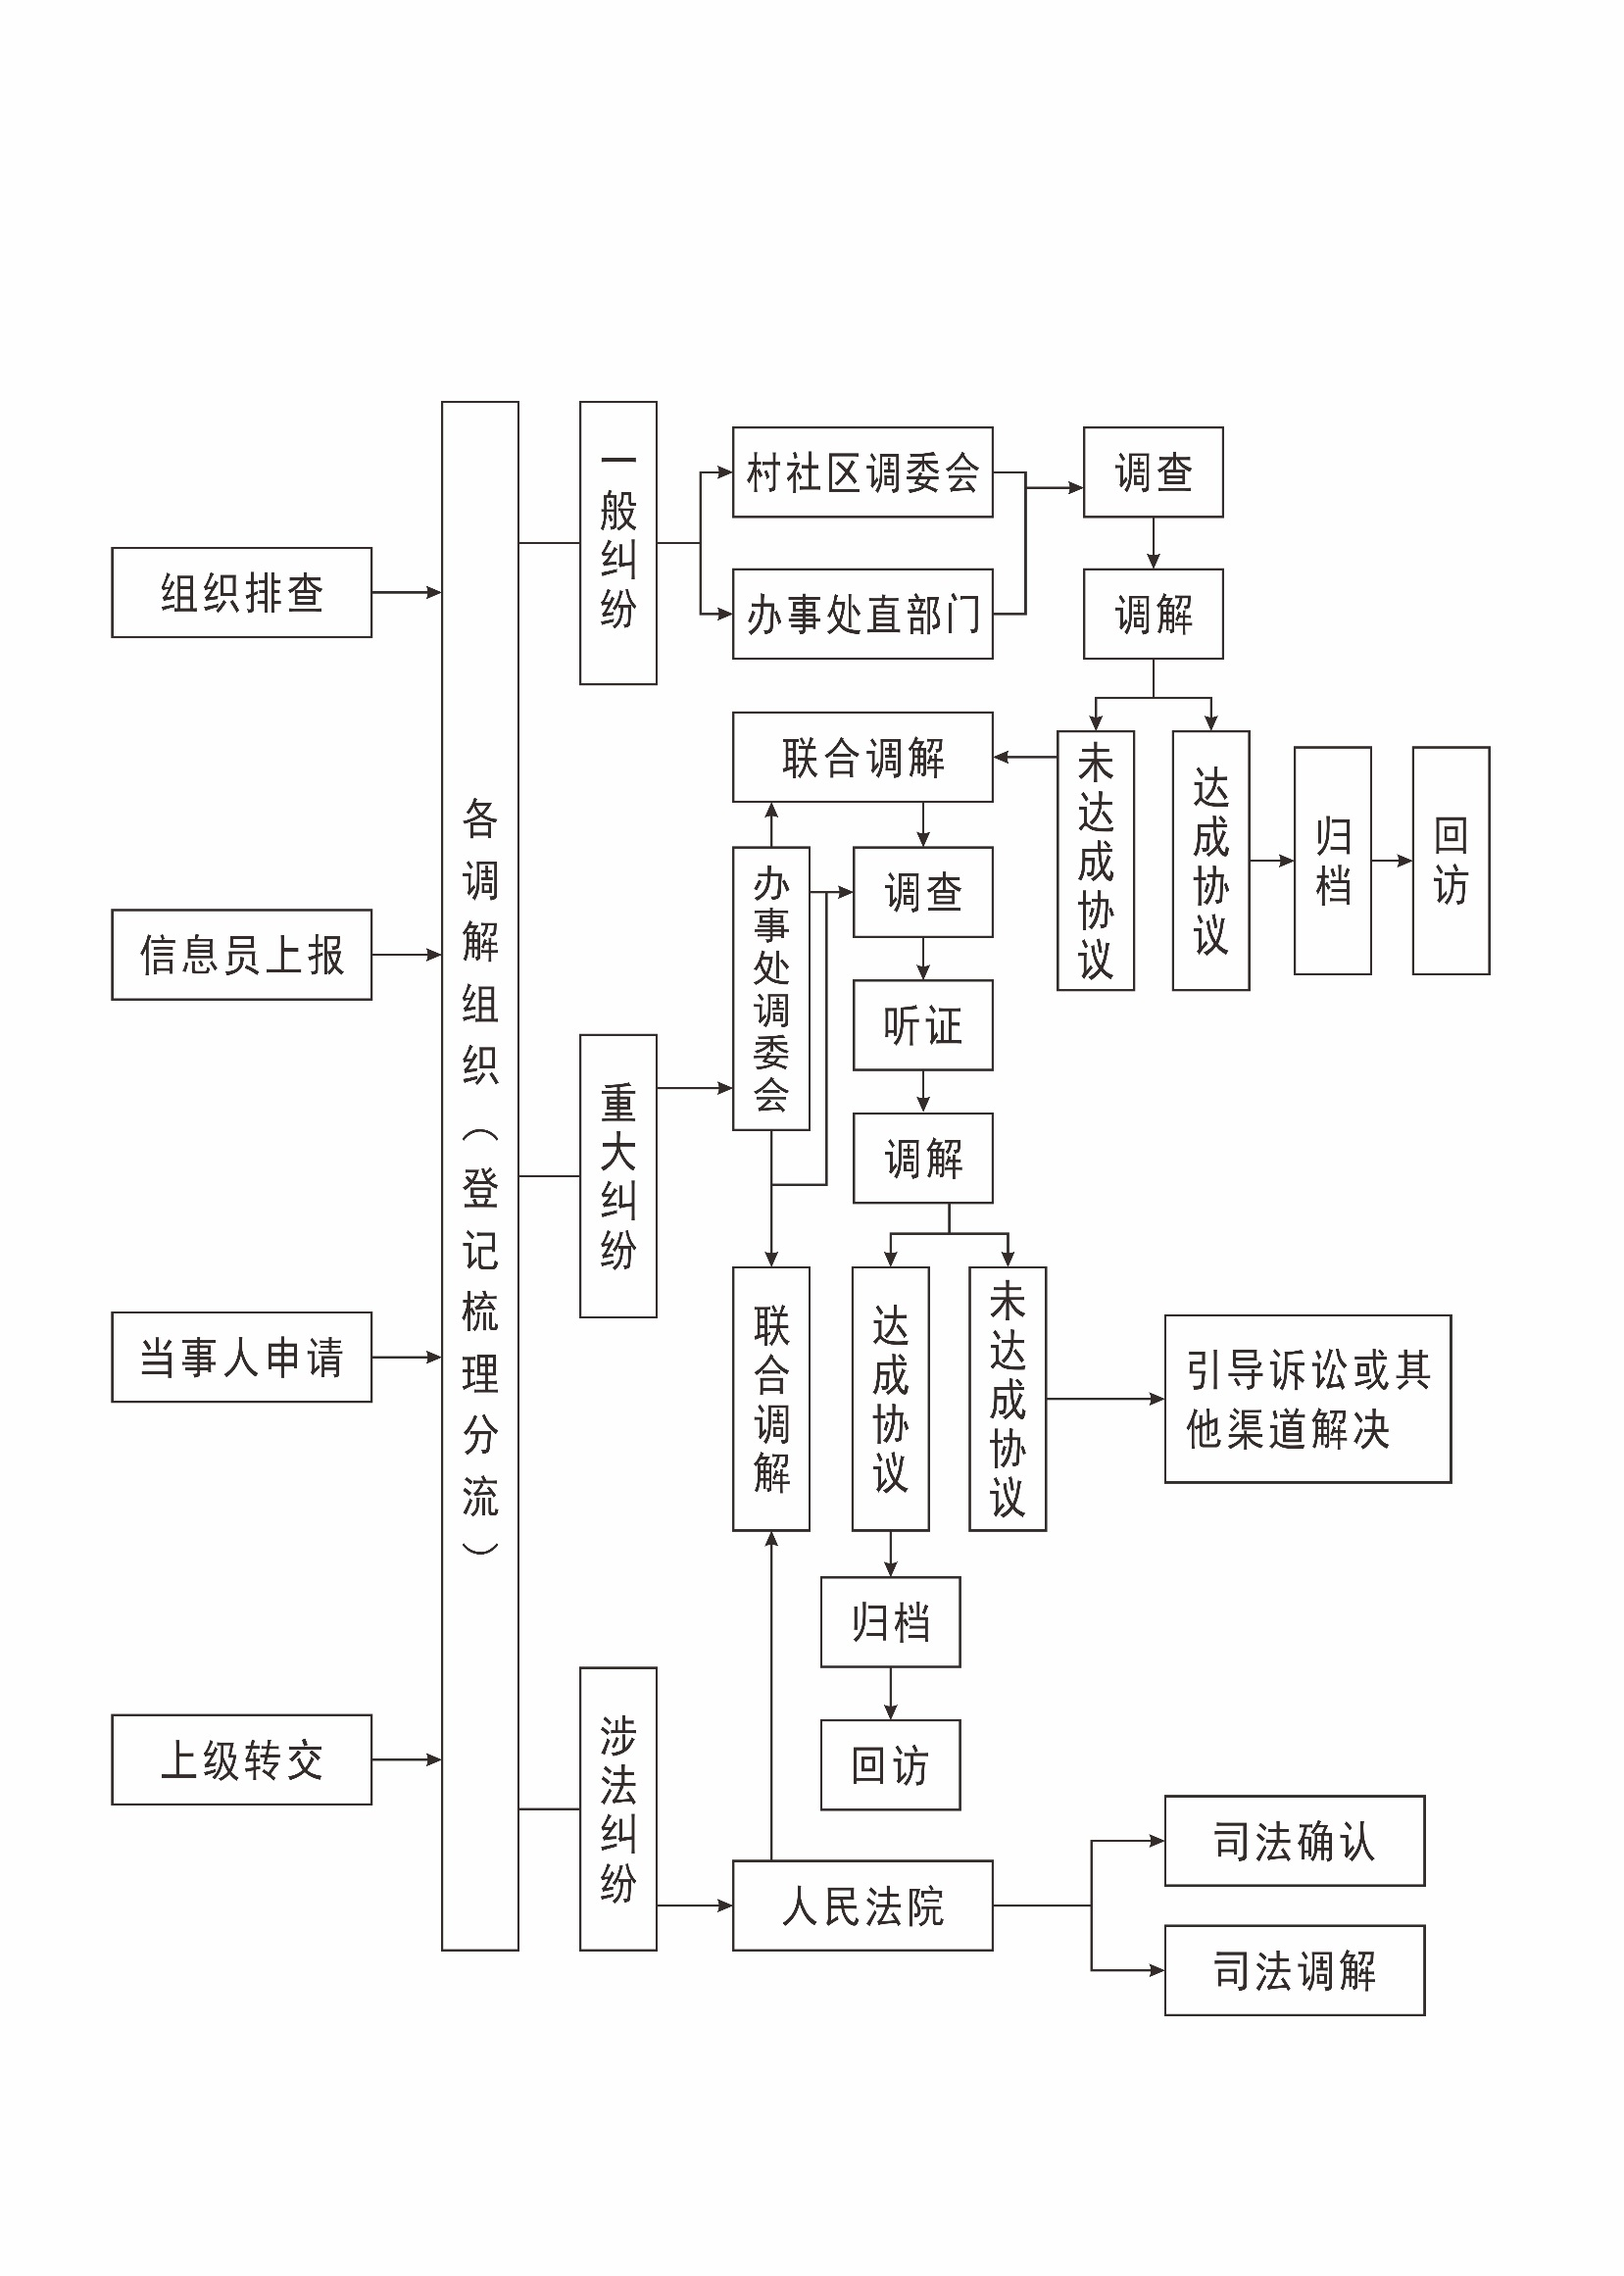 组织排查
信息员上报
当事人申请
上级转交
各调解组织（登记梳理分流）
一般纠纷
重大纠纷
涉法纠纷
村社区调委会
办事处直部门
调查
调解
未达成协议
达成协议
归档
回访
联合调解
办事处调委会
调查
听证
调解
联合调解
达成协议
未达成协议
引导诉讼或其
他渠道解决
归档
回访
人民法院
司法确认
司法调解